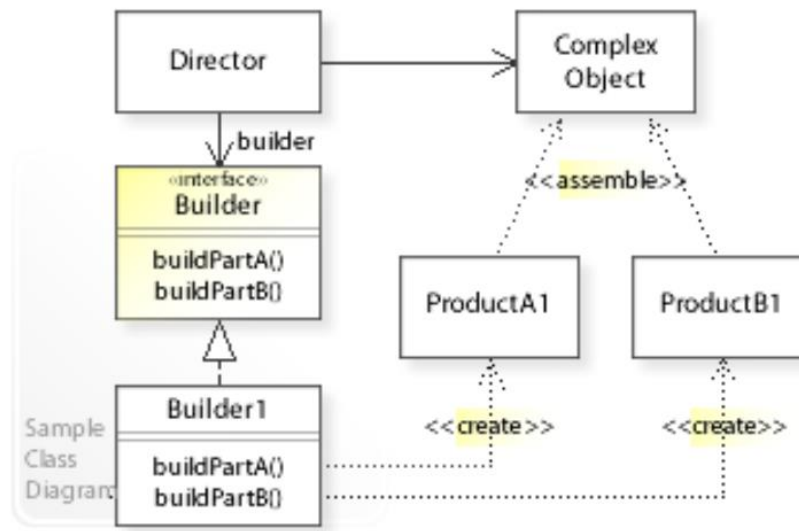 Director
Complex
Object
builder
«interface»
Builder
buildPartA()
buildPartB()
<<assemble>>
ProductA1
ProductB1
Builder1
buildPartA()
buildPartB()
<<create>>
<<create>>
Sample
Class
Diagram